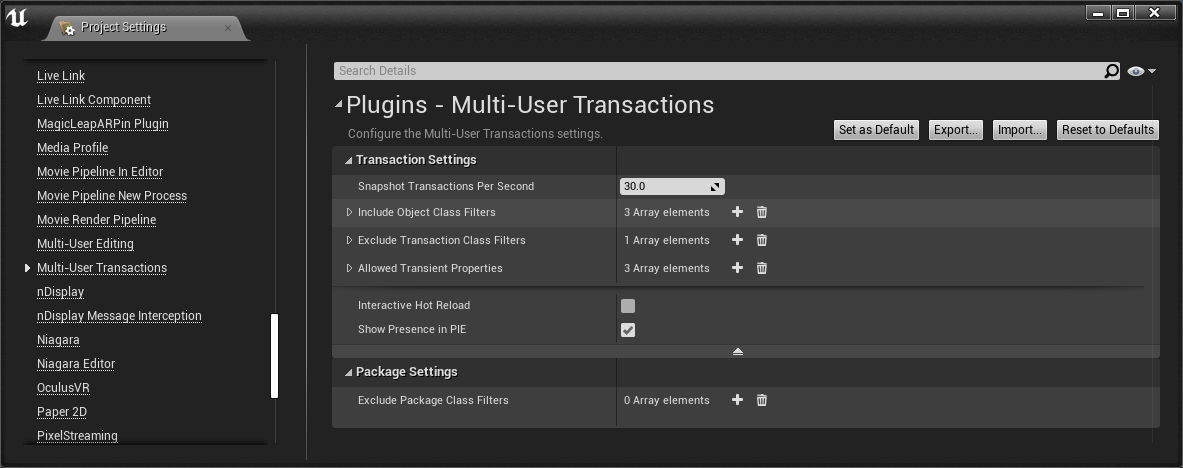 Project Settings
Live Link
Live Link Component
MagicLeapARPin Plugin
Media Profile
Movie Pipeline In Editor
Movie Pipeline New Process
Movie Render Pipeline
Multi-User Editing
Multi-User Transactions
nDisplay
nDisplay Message Interception
Niagara
Niagara Editor
OculusVR
Paper 2D
PixelStreaming
Search Details
Plugins - Multi-User Transactions
Configure the Multi-User Transactions settings.
Set as Default Export... Import... Reset to Defaults
Transaction Settings
Snapshot Transactions Per Second 30.0
Include Object Class Filters 3 Array elements
Exclude Transaction Class Filters 1 Array elements
Allowed Transient Properties 3 Array elements
Interactive Hot Reload
Show Presence in PIE
Package Settings
Exclude Package Class Filters 0 Array elements